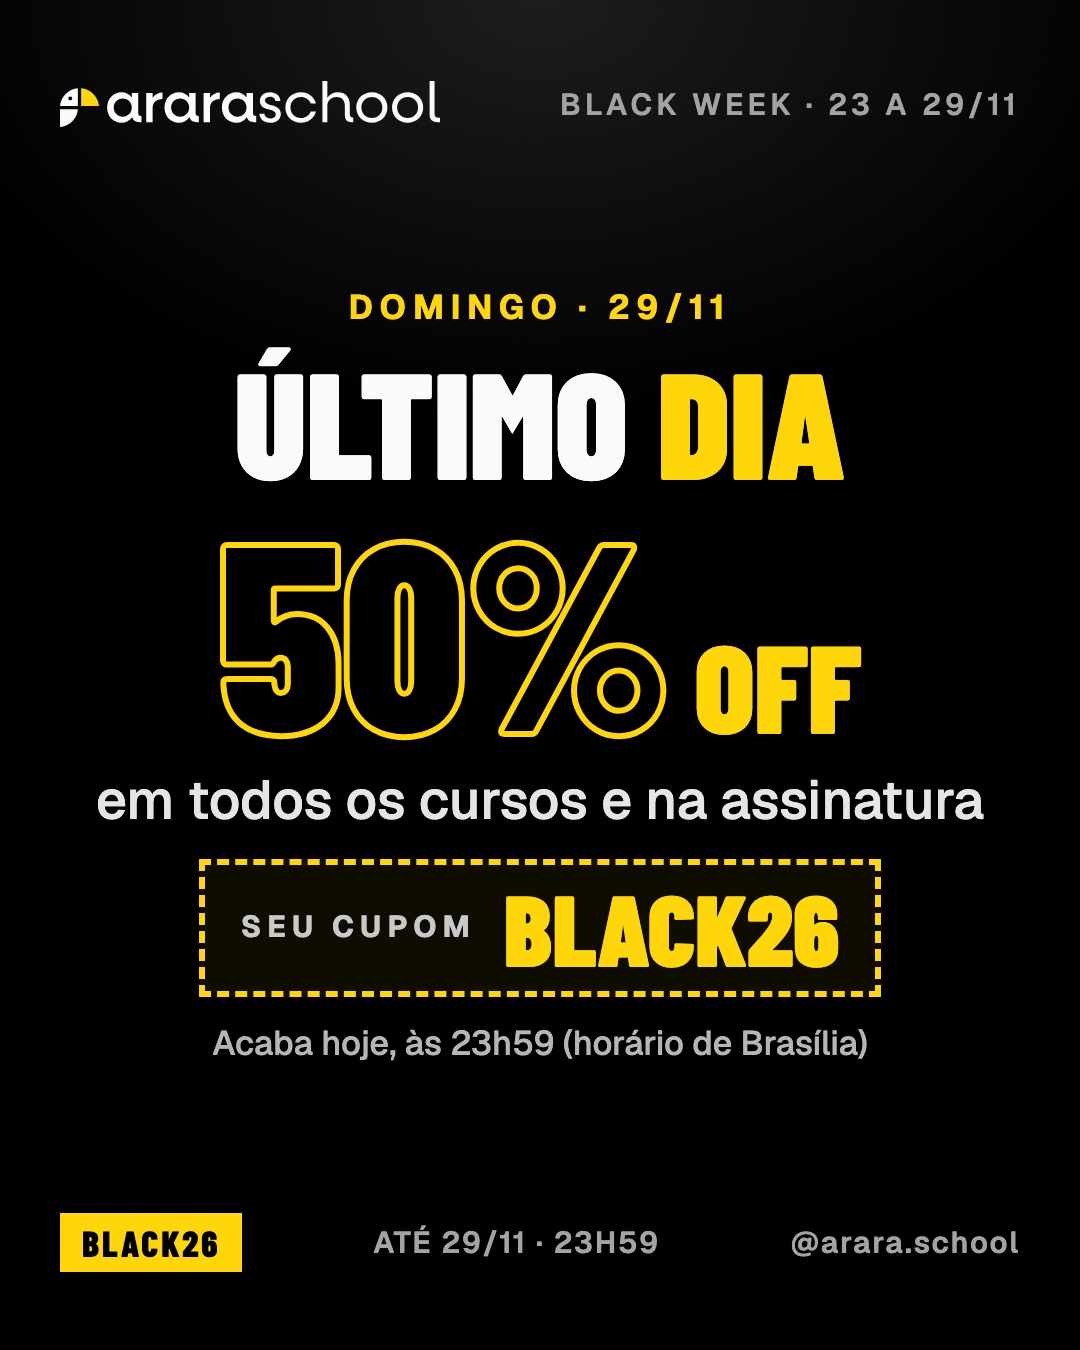 araraschool
BLACK WEEK · 23 A 29/11
DOMINGO · 29/11
ÚLTIMO DIA
50% OFF
em todos os cursos e na assinatura
SEU CUPOM BLACK26
Acaba hoje, às 23h59 (horário de Brasília)
BLACK26
ATÉ 29/11 · 23H59
@arara.school